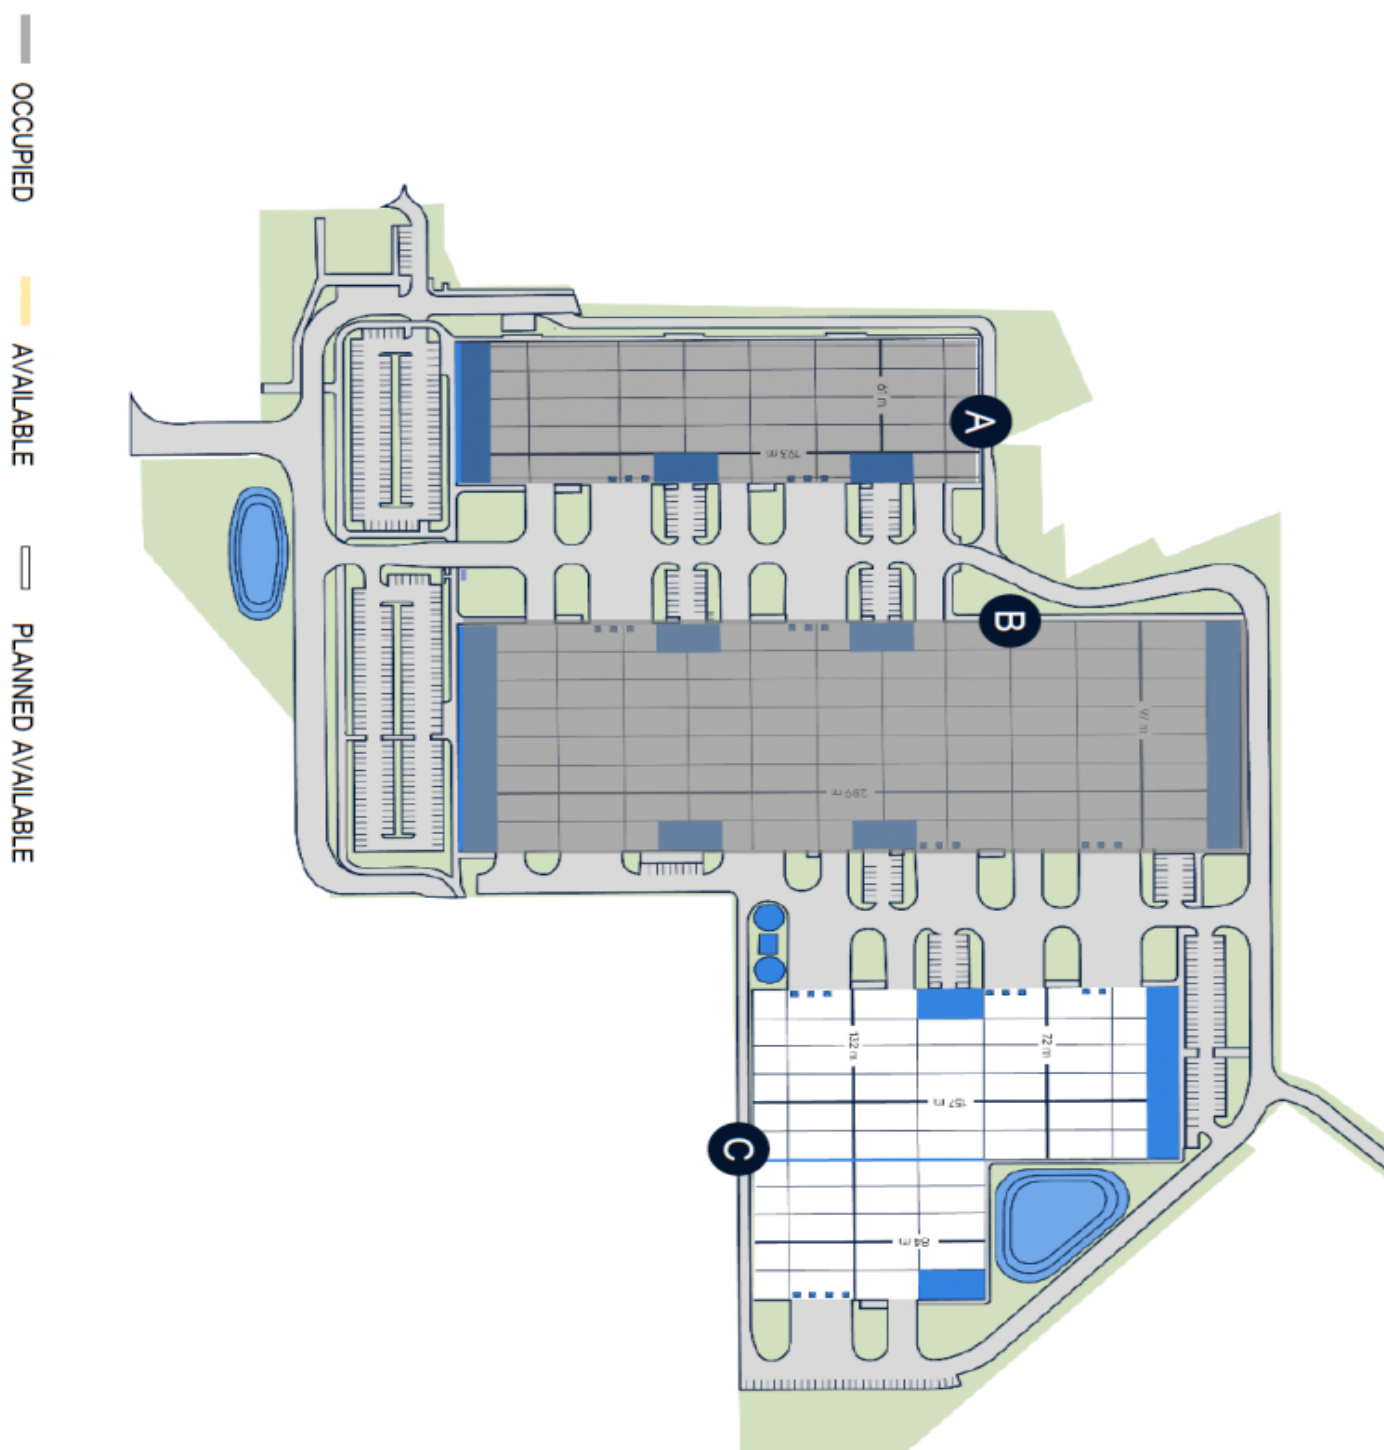 OCCUPIED
AVAILABLE
PLANNED AVAILABLE
61 m
A
193 m
B
97 m
289 m
132 m
72 m
157 m
C
84 m